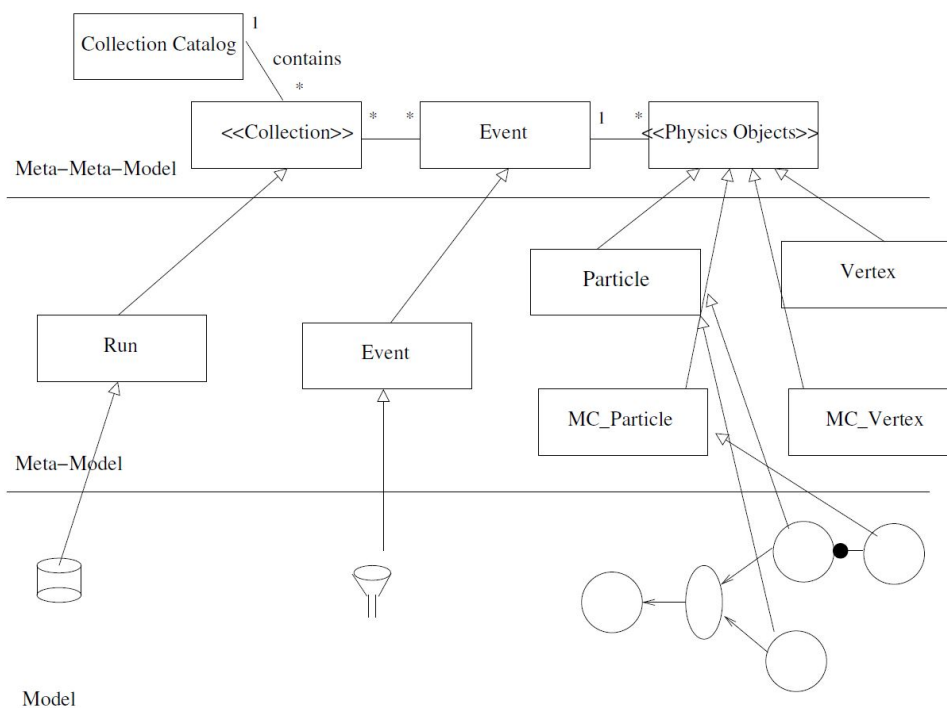 Collection Catalog
1
contains
*
<<Collection>>
*
*
Event
1
*
<<Physics Objects>>
Meta-Meta-Model
Particle
Vertex
Run
Event
MC_Particle
MC_Vertex
Meta-Model
Model